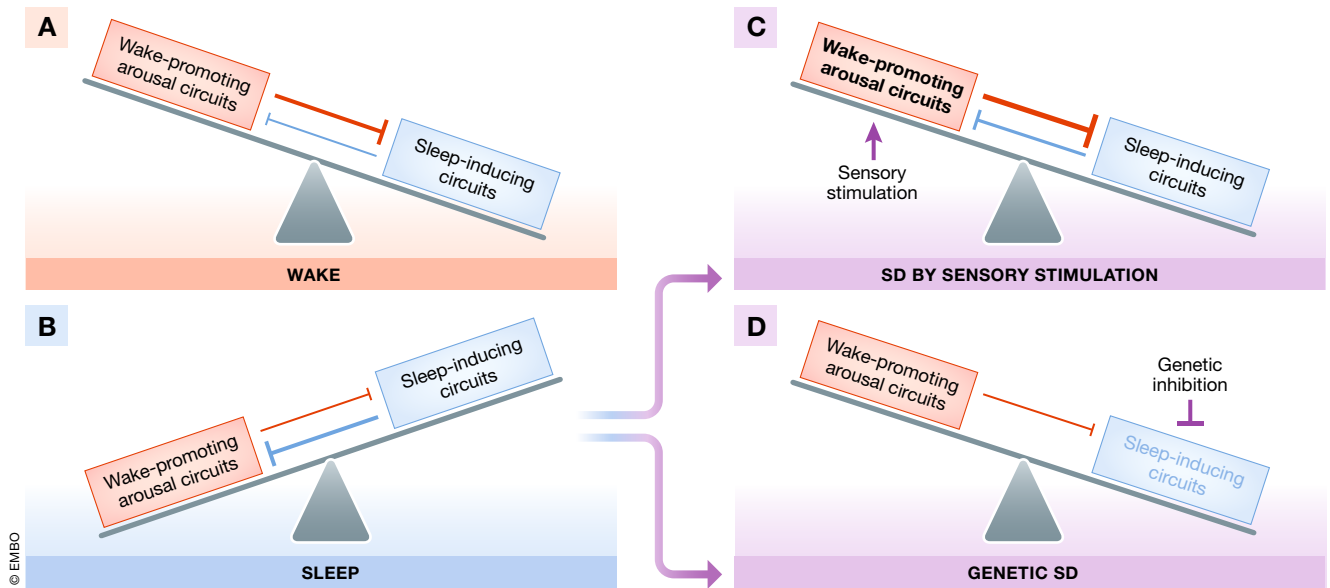 A
Wake-promoting
arousal circuits
Sleep-inducing
circuits
WAKE
B
Sleep-inducing
circuits
Wake-promoting
arousal circuits
SLEEP
C
Wake-promoting
arousal circuits
Sensory
stimulation
Sleep-inducing
circuits
SD BY SENSORY STIMULATION
D
Wake-promoting
arousal circuits
Genetic
inhibition
Sleep-inducing
circuits
GENETIC SD
© EMBO